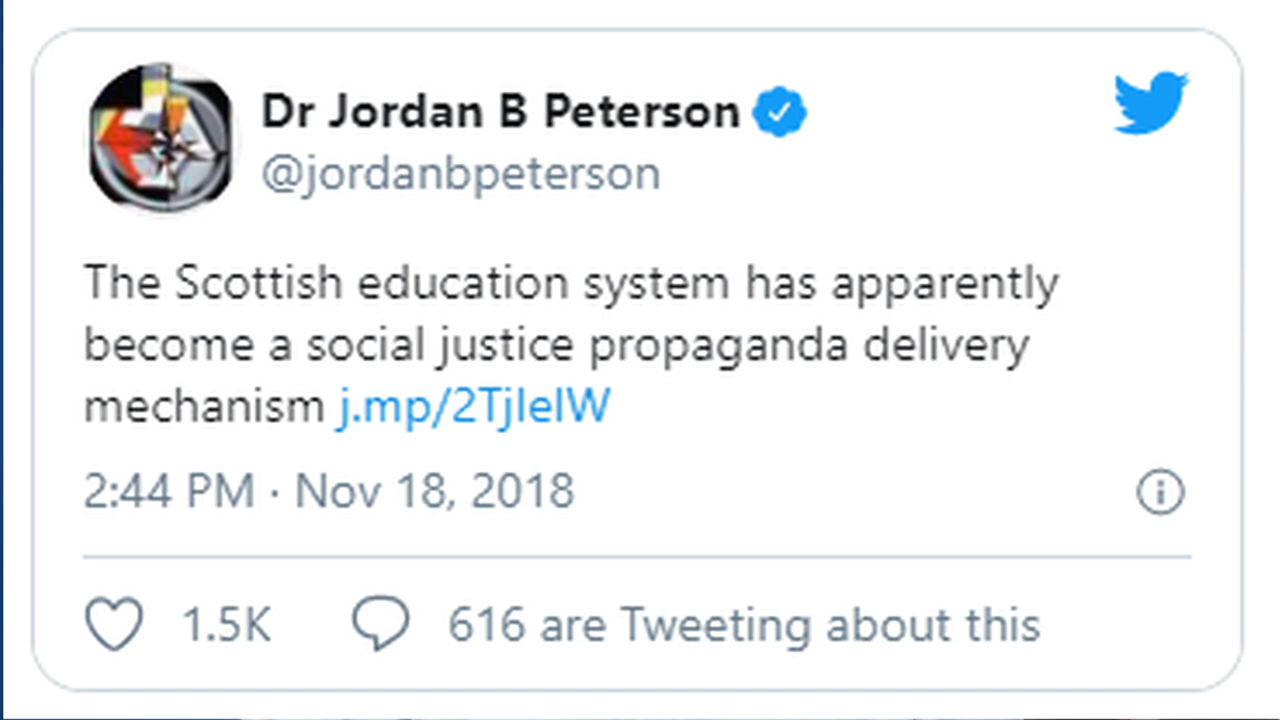 Dr Jordan B Peterson
@jordanbpeterson
The Scottish education system has apparently
become a social justice propaganda delivery
mechanism j.mp/2TjIeIW
2:44 PM · Nov 18, 2018
1.5K 616 are Tweeting about this